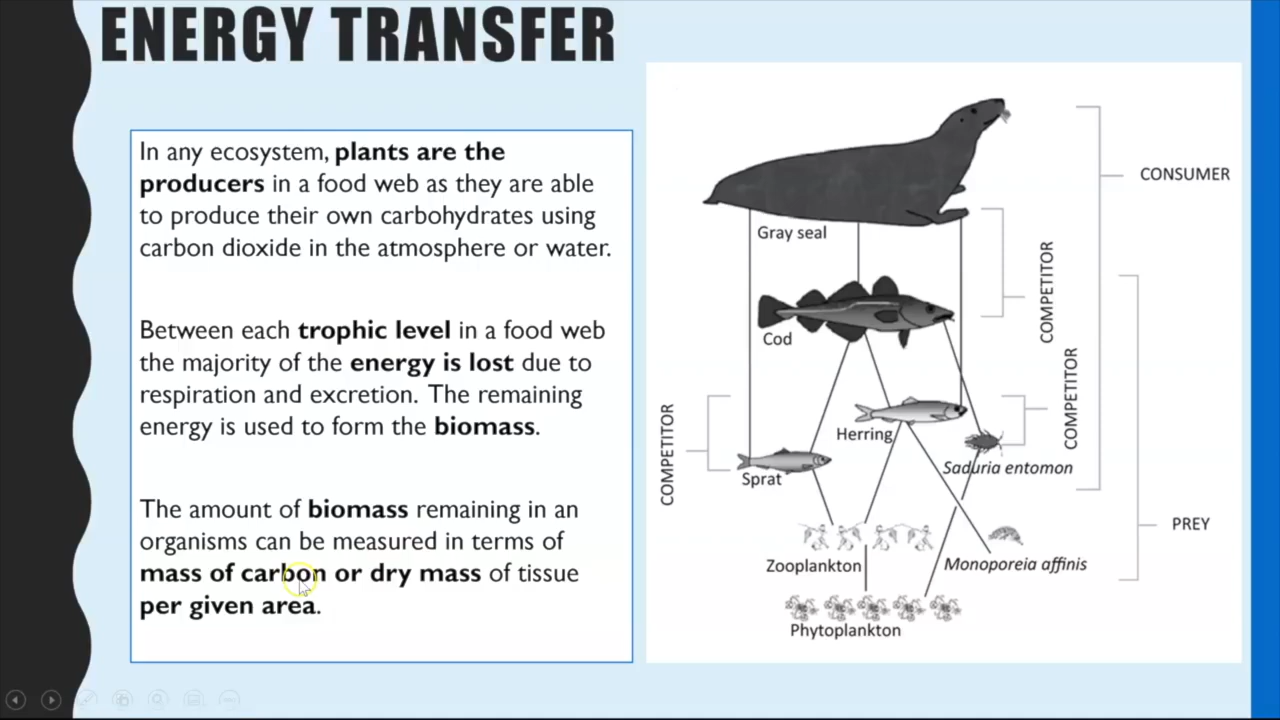 ENERGY TRANSFER
In any ecosystem, plants are the
producers in a food web as they are able
to produce their own carbohydrates using
carbon dioxide in the atmosphere or water.
Between each trophic level in a food web
the majority of the energy is lost due to
respiration and excretion. The remaining
energy is used to form the biomass.
The amount of biomass remaining in an
organisms can be measured in terms of
mass of carbon or dry mass of tissue
per given area.
CONSUMER
Gray seal
COMPETITOR
Cod
COMPETITOR
COMPETITOR
Herring
Saduria entomon
Sprat
PREY
Zooplankton
Monoporeia affinis
Phytoplankton